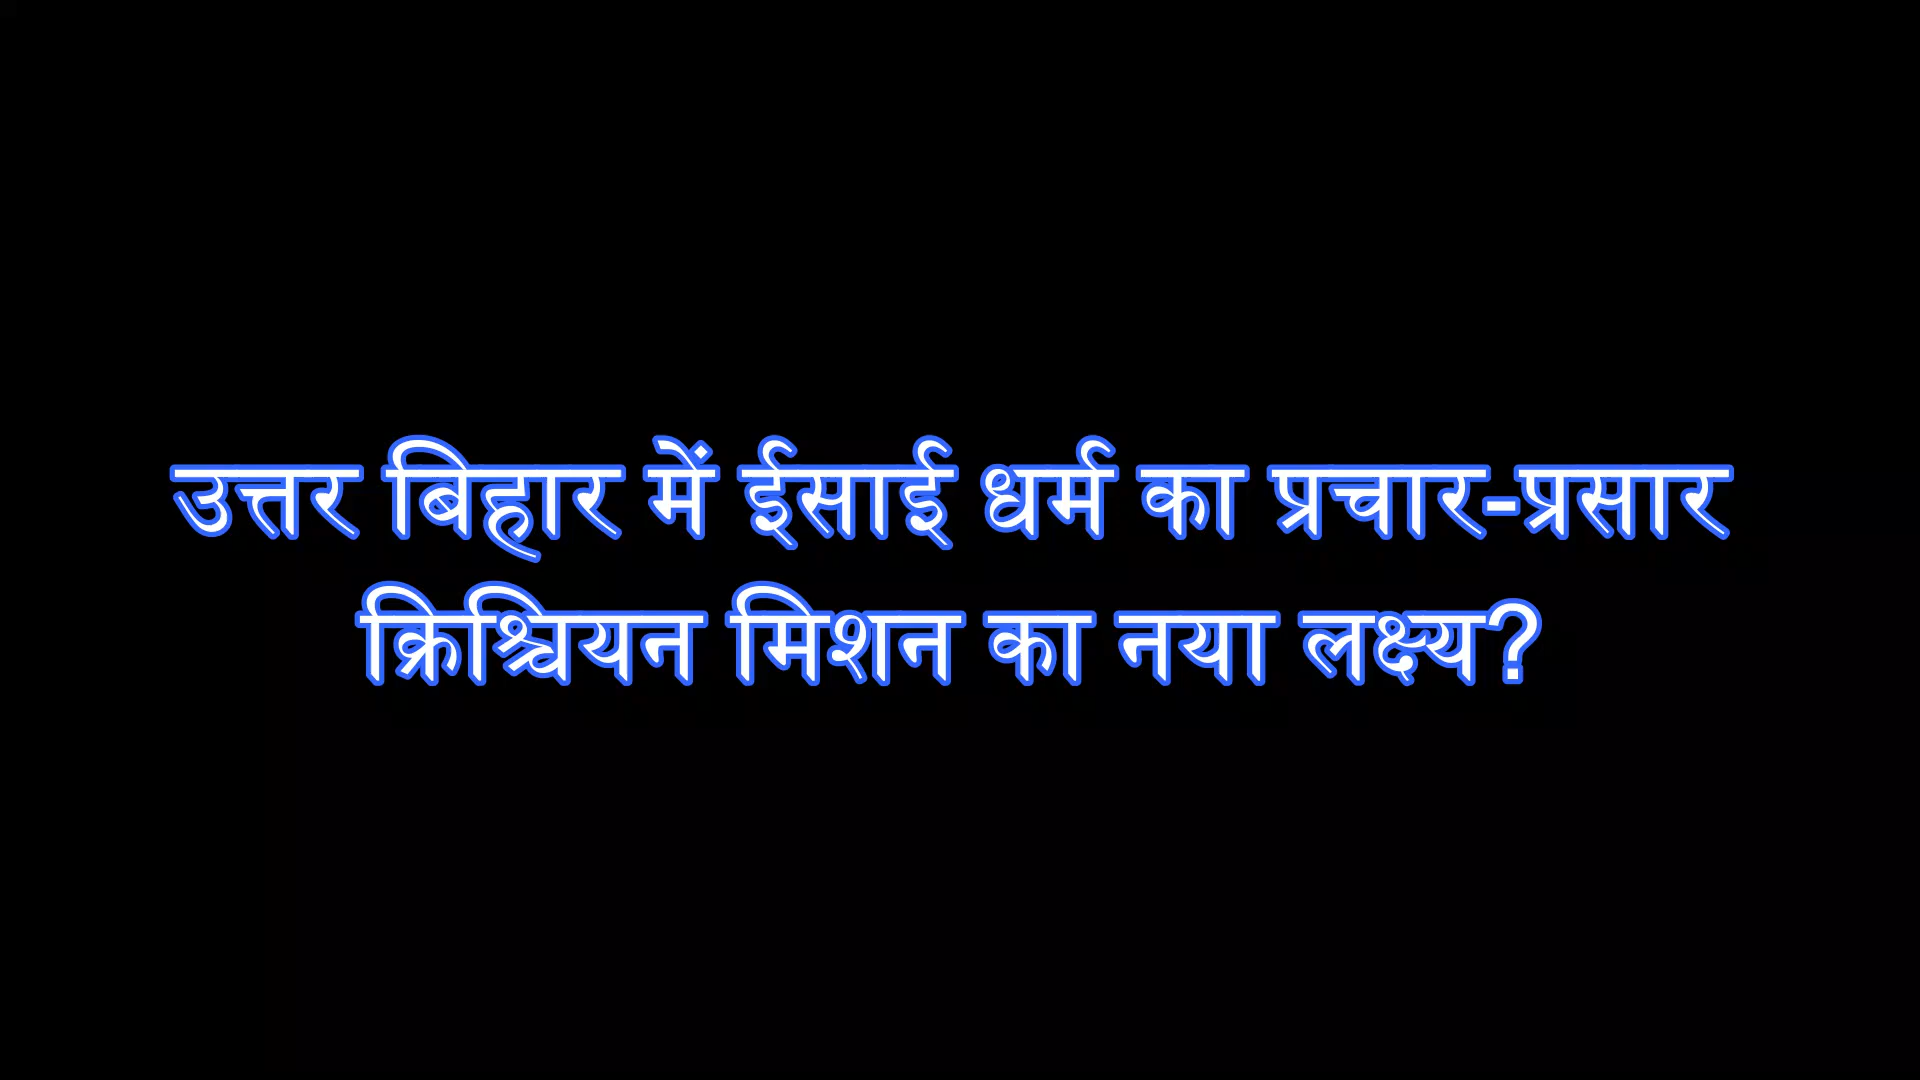 उत्तर बिहार में ईसाई धर्म का प्रचार-प्रसार
क्रिश्चियन मिशन का नया लक्ष्य?